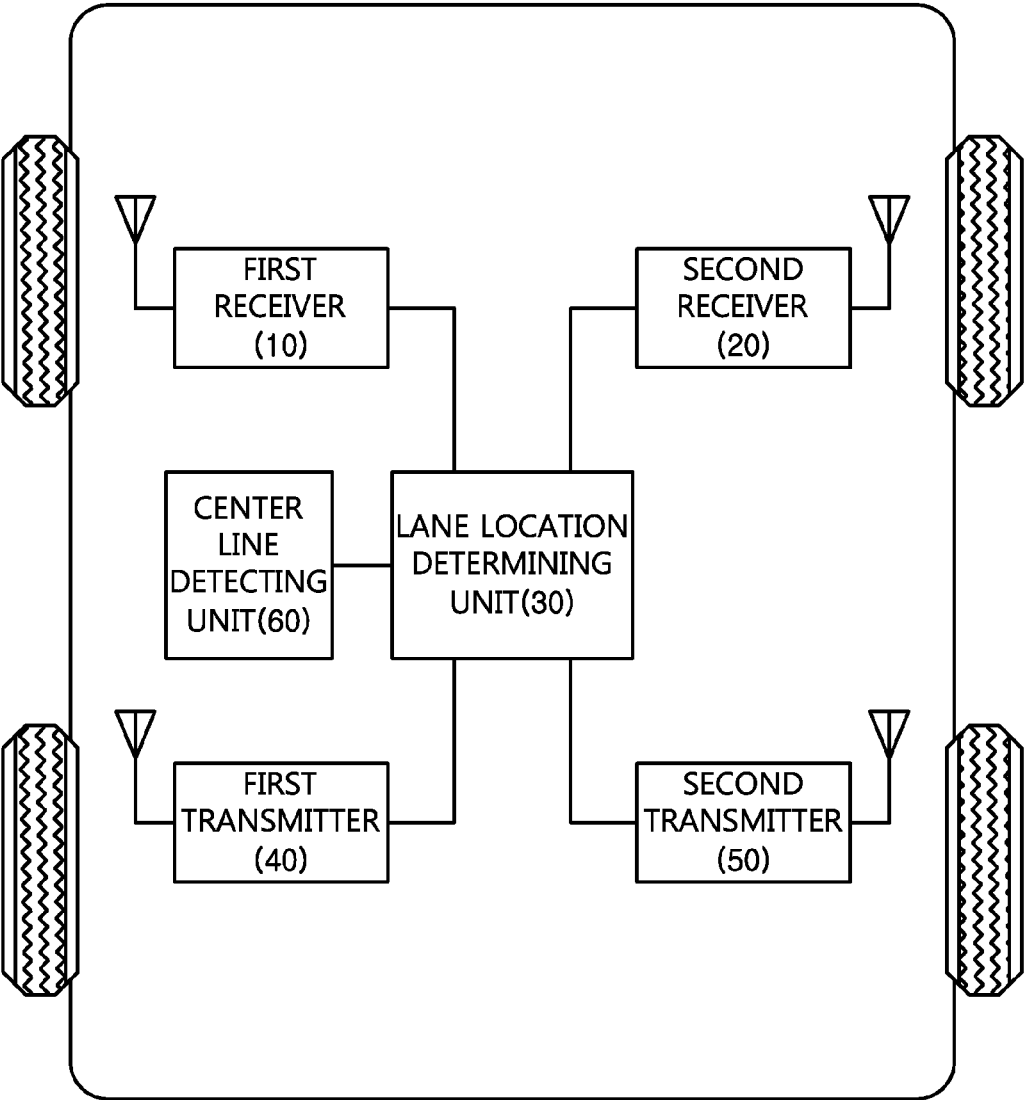 FIRST
RECEIVER
(10)
SECOND
RECEIVER
(20)
CENTER
LINE
DETECTING
UNIT(60)
LANE LOCATION
DETERMINING
UNIT(30)
FIRST
TRANSMITTER
(40)
SECOND
TRANSMITTER
(50)